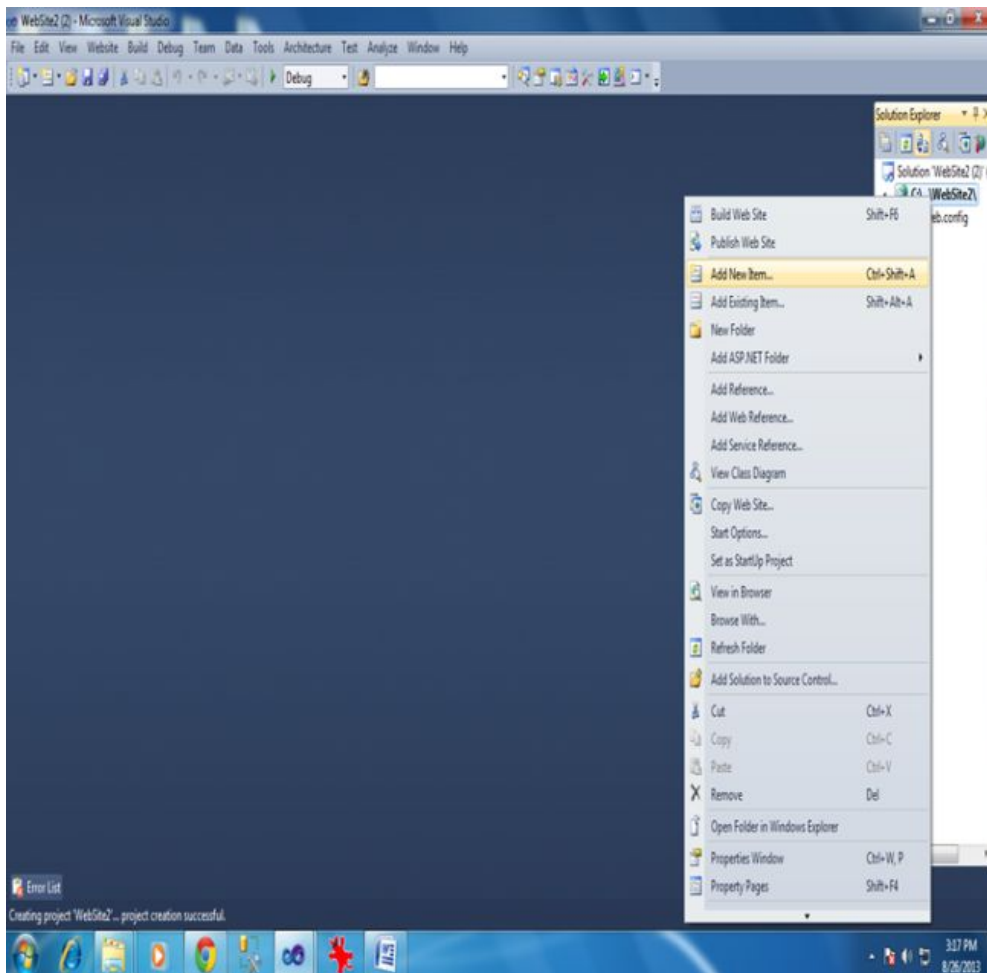 WebSite2 (2) - Microsoft Visual Studio
File Edit View Website Build Debug Team Data Tools Architecture Test Analyze Window Help
Debug
Solution Explorer
Solution 'WebSite2 (2)'
C:\...\WebSite2\
eb.config
Build Web Site Shift+F6
Publish Web Site
Add New Item... Ctrl+Shift+A
Add Existing Item... Shift+Alt+A
New Folder
Add ASP.NET Folder
Add Reference...
Add Web Reference...
Add Service Reference...
View Class Diagram
Copy Web Site...
Start Options...
Set as StartUp Project
View in Browser
Browse With...
Refresh Folder
Add Solution to Source Control...
Cut Ctrl+X
Copy Ctrl+C
Paste Ctrl+V
Remove Del
Open Folder in Windows Explorer
Properties Window Ctrl+W, P
Property Pages Shift+F4
Error List
Creating project 'WebSite2'... project creation successful.
3:17 PM
8/26/2013